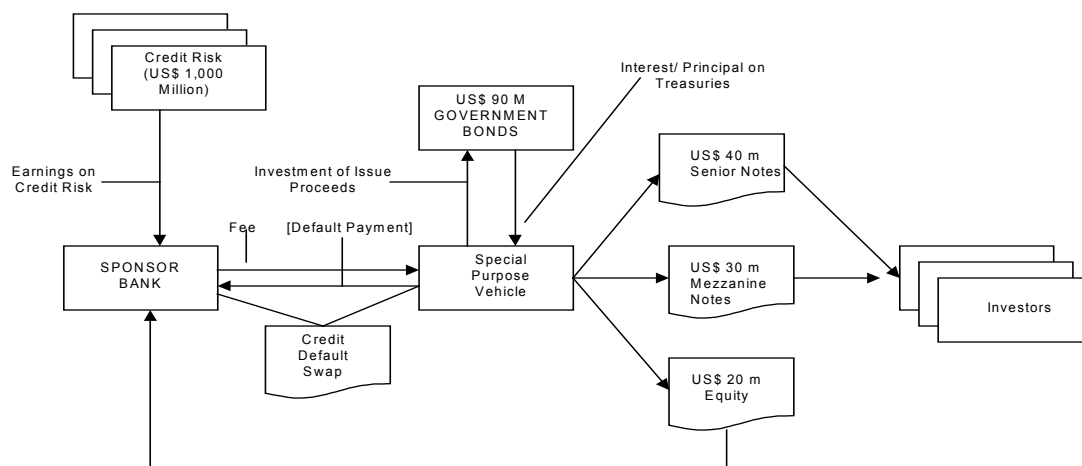 Credit Risk
(US$ 1,000
Million)
Interest/ Principal on
Treasuries
US$ 90 M
GOVERNMENT
BONDS
US$ 40 m
Senior Notes
Earnings on
Credit Risk
Investment of Issue
Proceeds
Fee
[Default Payment]
SPONSOR
BANK
Special
Purpose
Vehicle
US$ 30 m
Mezzanine
Notes
Investors
Credit
Default
Swap
US$ 20 m
Equity